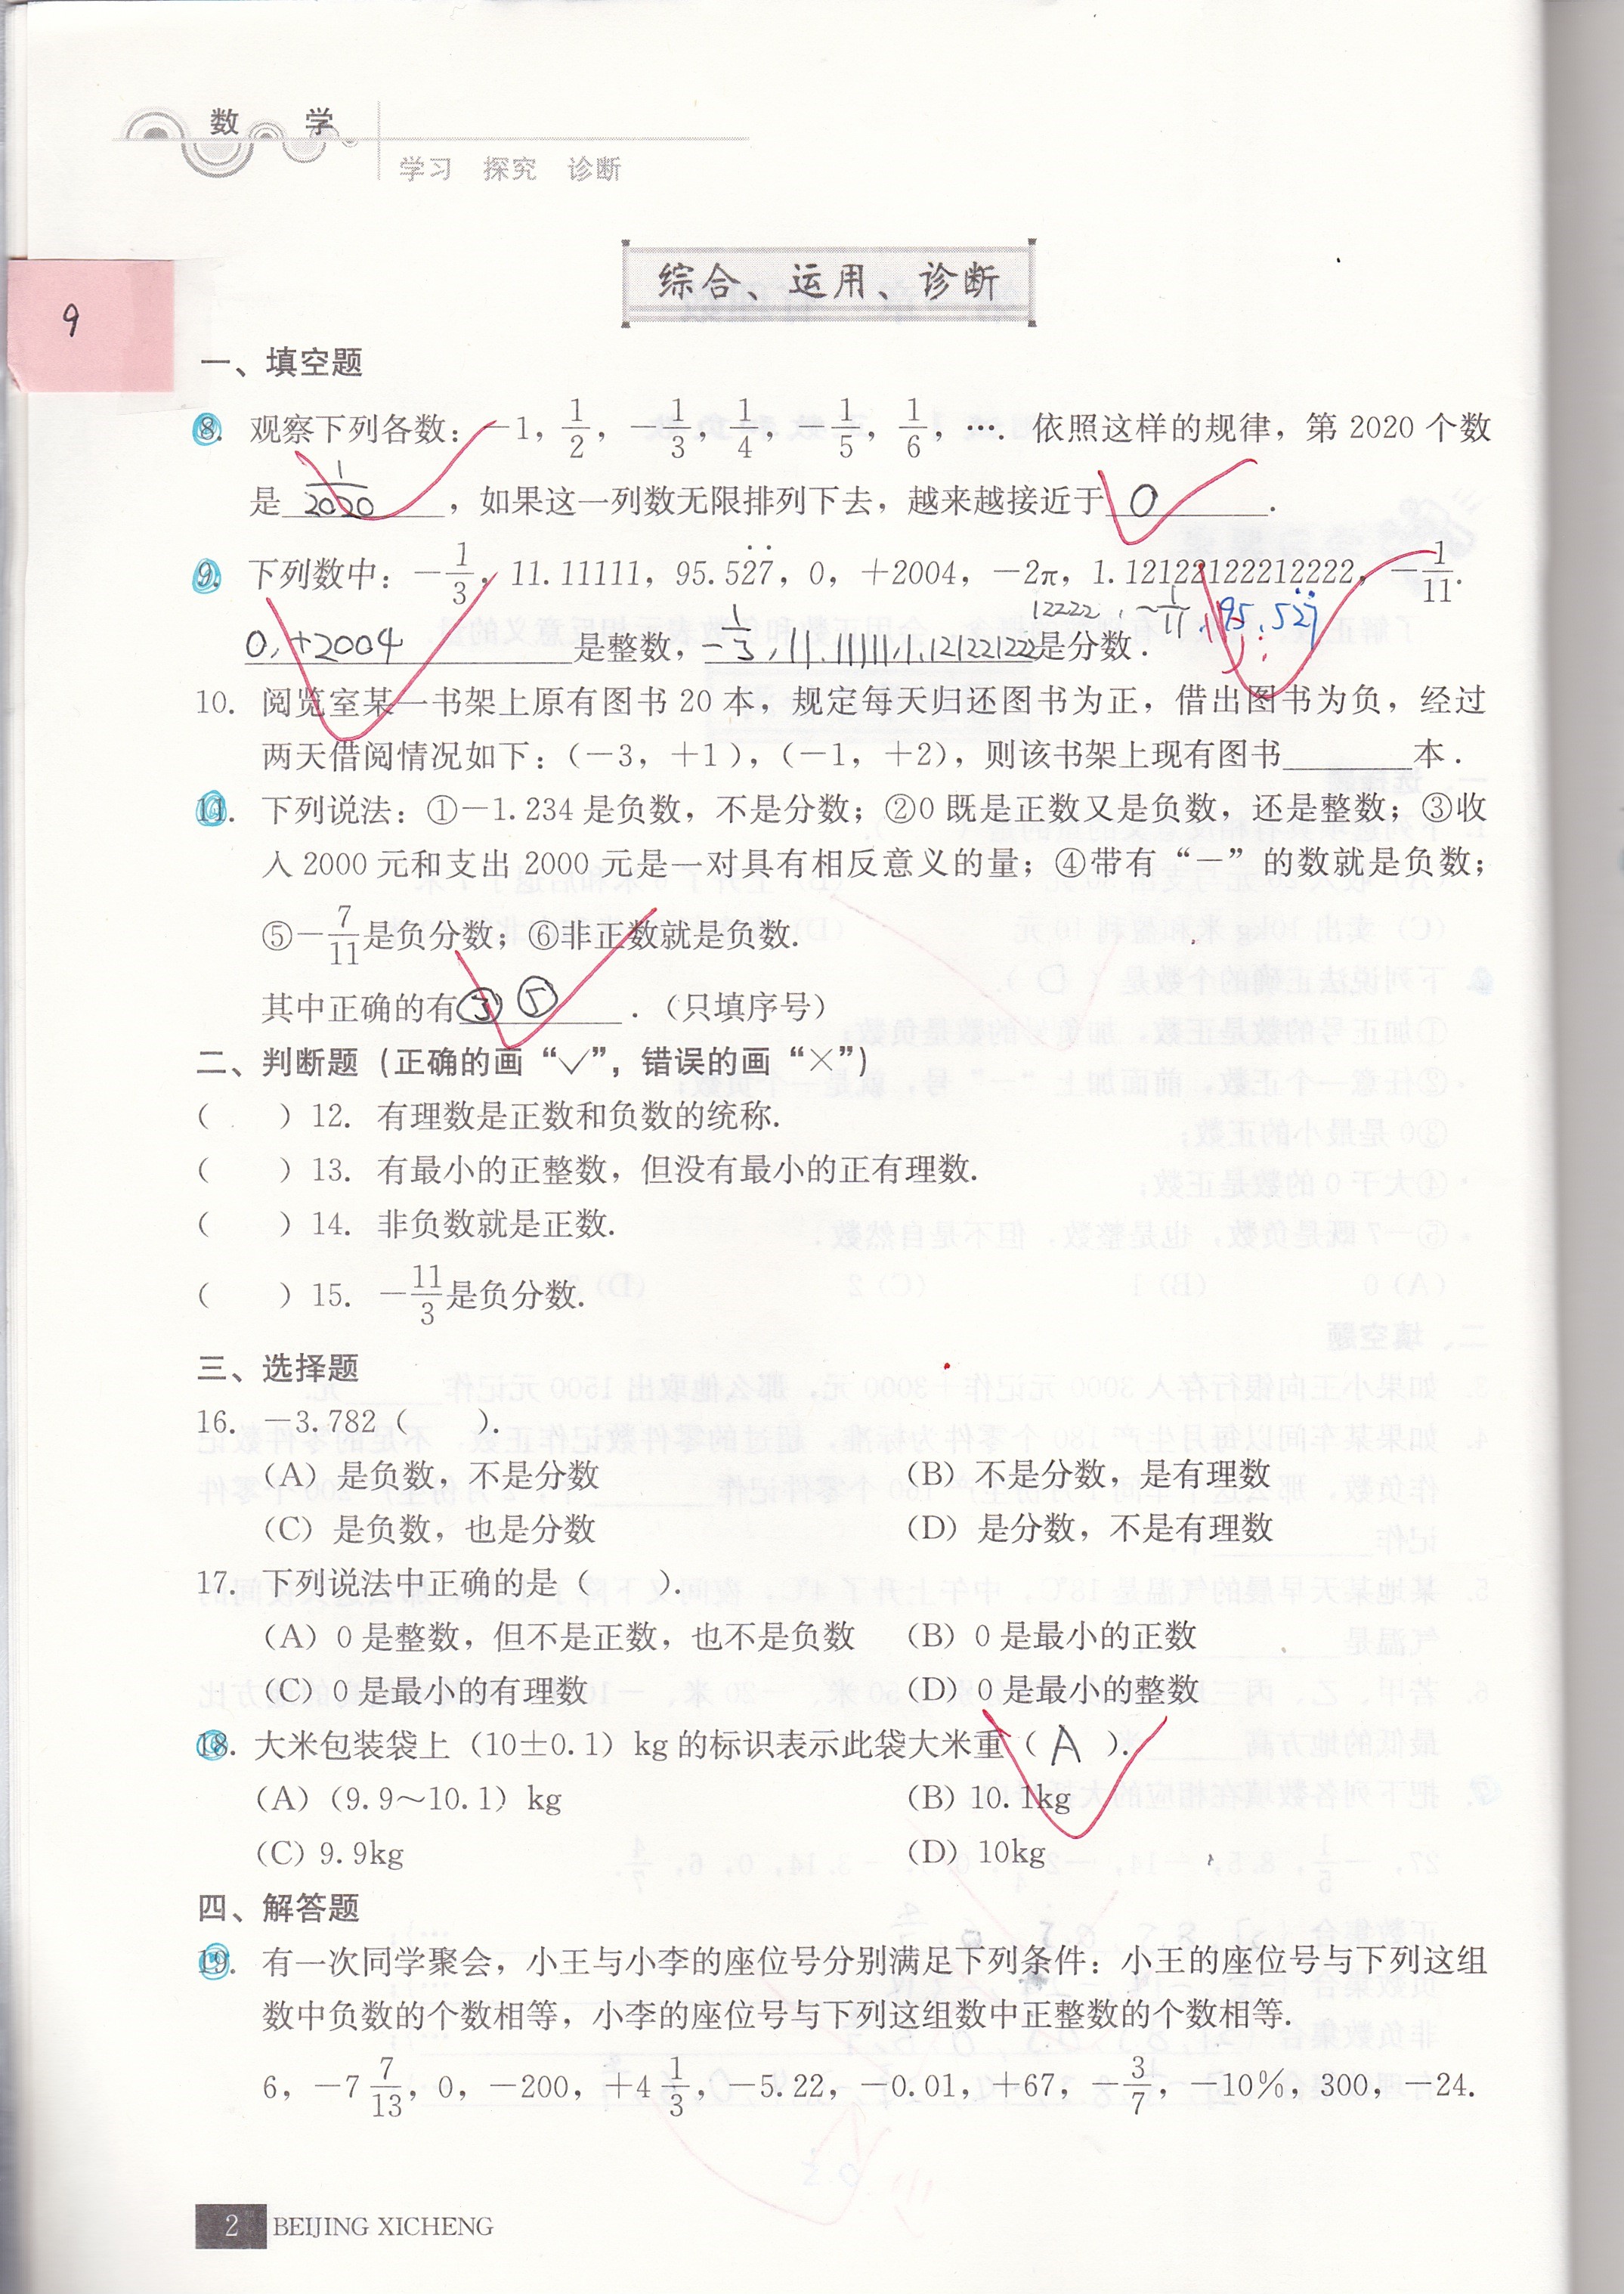 数 学
学习 探究 诊断
综合、运用、诊断
9
一、填空题
8. 观察下列各数：-1，1/2，-1/3，1/4，-1/5，1/6，…. 依照这样的规律，第 2020 个数
是 1/2020 ，如果这一列数无限排列下去，越来越接近于 0 .
9. 下列数中：-1/3，11.11111，95.52̇7̇，0，+2004，-2π，1.12122122212222，-1/11.
12222，-1/11，95.52̇7̇
0，+2004 是整数，-1/3，11.11111，1.121221222是分数．
10. 阅览室某一书架上原有图书 20 本，规定每天归还图书为正，借出图书为负，经过
两天借阅情况如下：(-3，+1)，(-1，+2)，则该书架上现有图书______本．
11. 下列说法：①-1.234 是负数，不是分数；②0 既是正数又是负数，还是整数；③收
入 2000 元和支出 2000 元是一对具有相反意义的量；④带有“-”的数就是负数；
⑤-7/11是负分数；⑥非正数就是负数.
其中正确的有 ③ ⑤ ．（只填序号）
二、判断题（正确的画“✓”，错误的画“×”）
（　　）12. 有理数是正数和负数的统称.
（　　）13. 有最小的正整数，但没有最小的正有理数.
（　　）14. 非负数就是正数.
（　　）15. -11/3是负分数.
三、选择题
16. -3.782（　　）.
（A）是负数，不是分数 （B）不是分数，是有理数
（C）是负数，也是分数 （D）是分数，不是有理数
17. 下列说法中正确的是（　　）.
（A）0 是整数，但不是正数，也不是负数 （B）0 是最小的正数
（C）0 是最小的有理数 （D）0 是最小的整数
18. 大米包装袋上（10±0.1）kg 的标识表示此袋大米重（ A ）.
（A）（9.9～10.1）kg （B）10.1kg
（C）9.9kg （D）10kg
四、解答题
19. 有一次同学聚会，小王与小李的座位号分别满足下列条件：小王的座位号与下列这组
数中负数的个数相等，小李的座位号与下列这组数中正整数的个数相等.
6，-7 7/13，0，-200，+4 1/3，-5.22，-0.01，+67，-3/7，-10%，300，-24.
2 BEIJING XICHENG